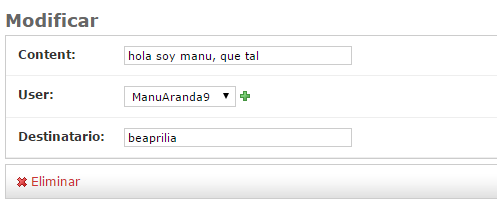 Modificar
Content: hola soy manu, que tal
User: ManuAranda9
Destinatario: beaprilia
Eliminar